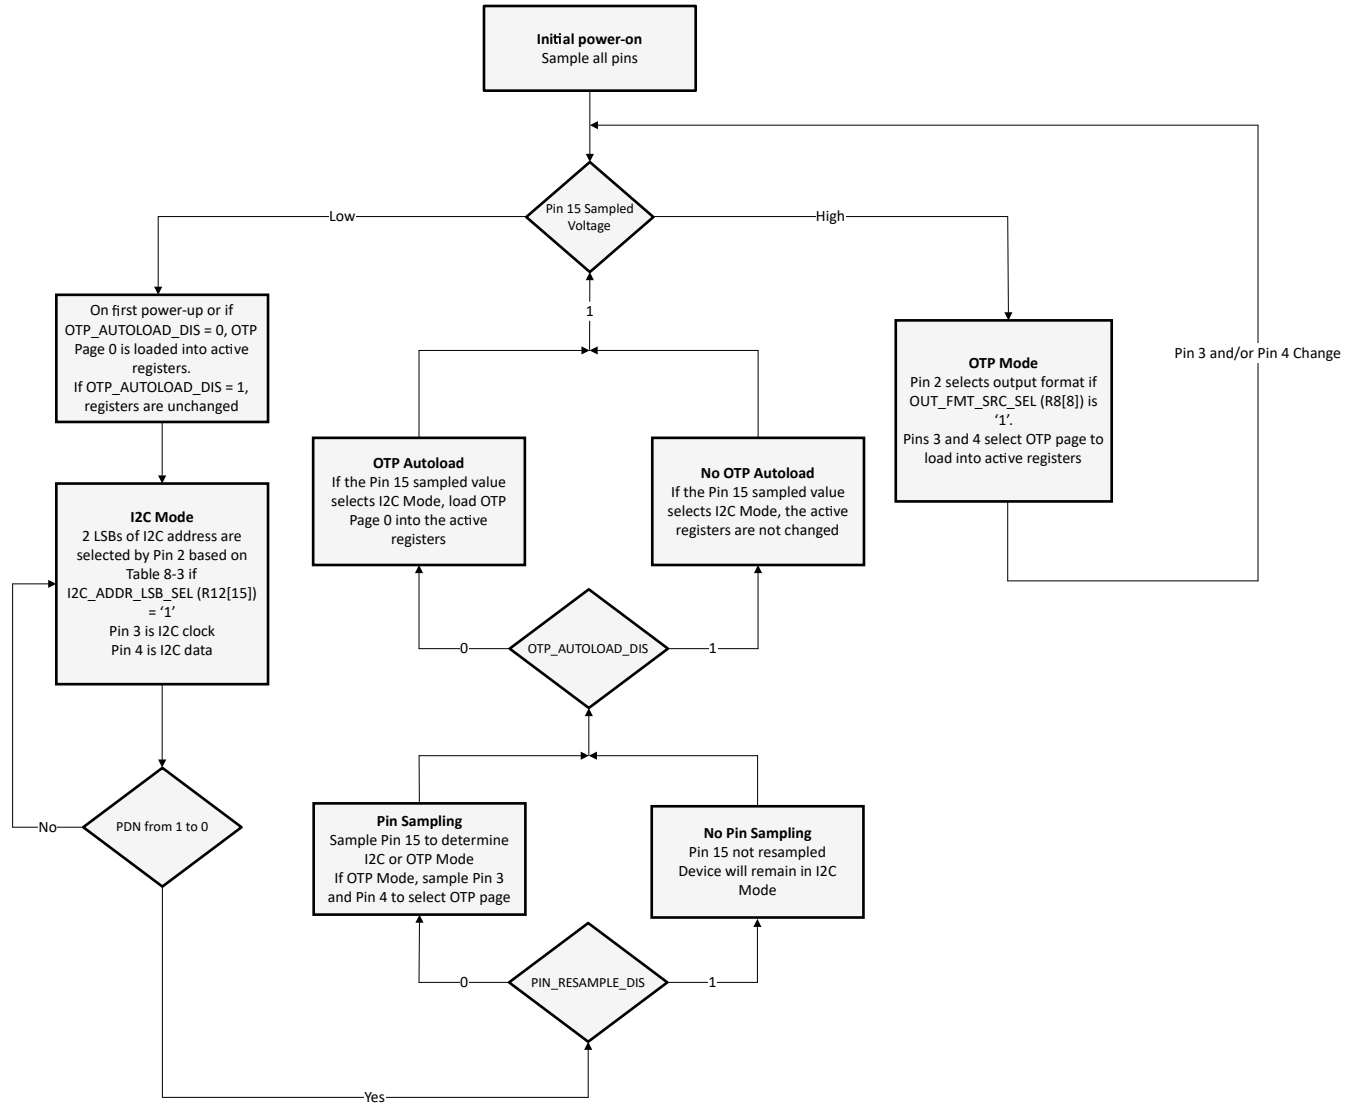 Initial power-on
Sample all pins
Pin 15 Sampled
Voltage
Low
High
On first power-up or if
OTP_AUTOLOAD_DIS = 0, OTP
Page 0 is loaded into active
registers.
If OTP_AUTOLOAD_DIS = 1,
registers are unchanged
1
OTP Mode
Pin 2 selects output format if
OUT_FMT_SRC_SEL (R8[8]) is
‘1’.
Pins 3 and 4 select OTP page to
load into active registers
Pin 3 and/or Pin 4 Change
OTP Autoload
If the Pin 15 sampled value
selects I2C Mode, load OTP
Page 0 into the active
registers
No OTP Autoload
If the Pin 15 sampled value
selects I2C Mode, the active
registers are not changed
I2C Mode
2 LSBs of I2C address are
selected by Pin 2 based on
Table 8-3 if
I2C_ADDR_LSB_SEL (R12[15])
= ‘1’
Pin 3 is I2C clock
Pin 4 is I2C data
0
OTP_AUTOLOAD_DIS
1
No
PDN from 1 to 0
Pin Sampling
Sample Pin 15 to determine
I2C or OTP Mode
If OTP Mode, sample Pin 3
and Pin 4 to select OTP page
No Pin Sampling
Pin 15 not resampled
Device will remain in I2C
Mode
0
PIN_RESAMPLE_DIS
1
Yes